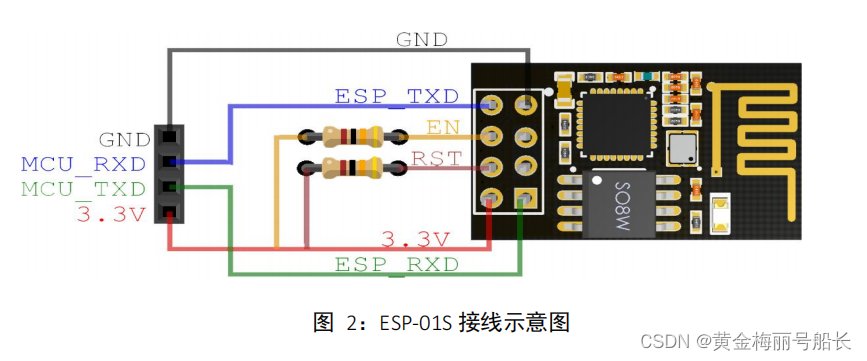 GND
ESP_TXD
EN
GND
MCU_RXD
RST
MCU_TXD
3.3V
SO8W
3.3V
ESP_RXD
图 2：ESP-01S 接线示意图
CSDN @黄金梅丽号船长